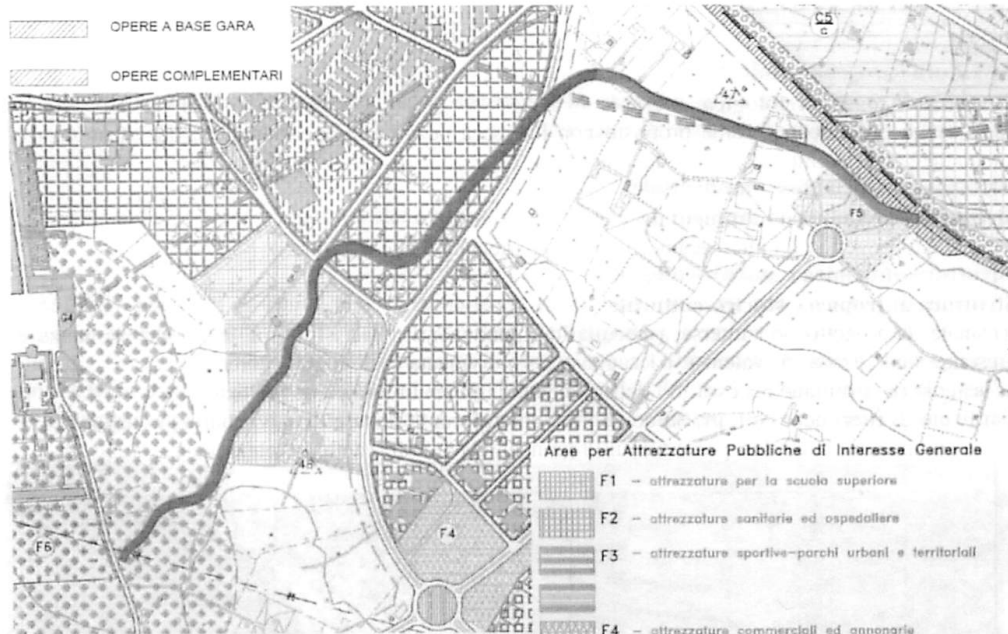 OPERE A BASE GARA
OPERE COMPLEMENTARI
C5
c
47
F5
G4
48
F6
F4
Aree per Attrezzature Pubbliche di Interesse Generale
F1 - attrezzature per la scuola superiore
F2 - attrezzature sanitarie ed ospedaliere
F3 - attrezzature sportive-parchi urbani e territoriali
F4 - attrezzature commerciali ed annonarie